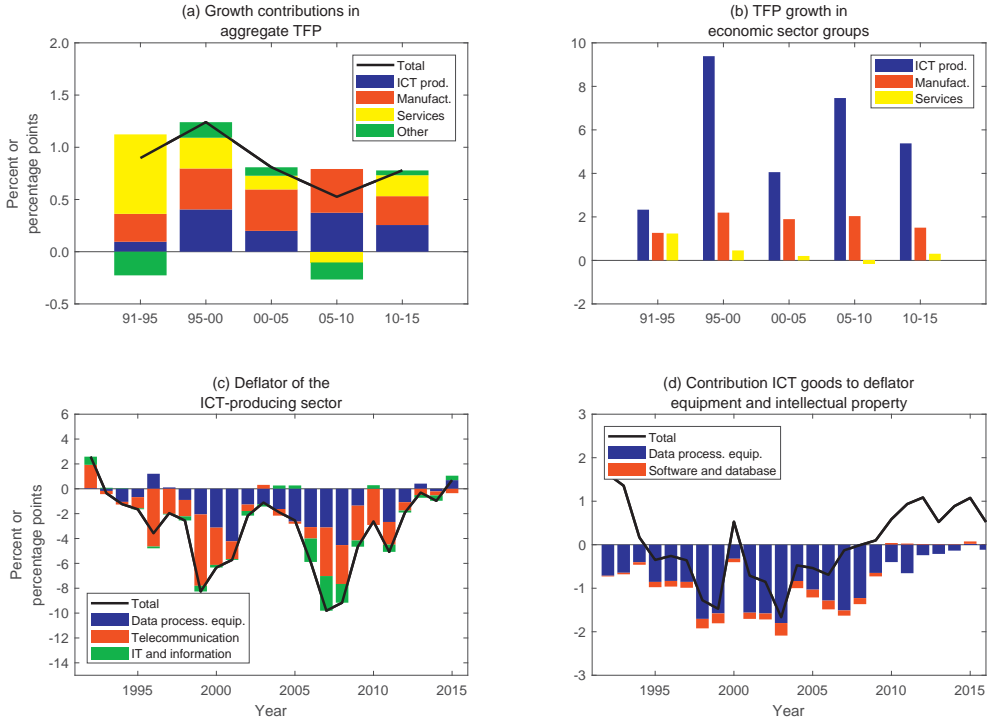 (a) Growth contributions in
aggregate TFP
Percent or
percentage points
2.0
1.5
1.0
0.5
0.0
-0.5
Total
ICT prod.
Manufact.
Services
Other
91-95
95-00
00-05
05-10
10-15
(b) TFP growth in
economic sector groups
10
8
6
4
2
0
-2
ICT prod.
Manufact.
Services
91-95
95-00
00-05
05-10
10-15
(c) Deflator of the
ICT-producing sector
Percent or
percentage points
6
4
2
0
-2
-4
-6
-8
-10
-12
-14
Total
Data process. equip.
Telecommunication
IT and information
1995
2000
2005
2010
2015
Year
(d) Contribution ICT goods to deflator
equipment and intellectual property
3
2
1
0
-1
-2
-3
Total
Data process. equip.
Software and database
1995
2000
2005
2010
2015
Year